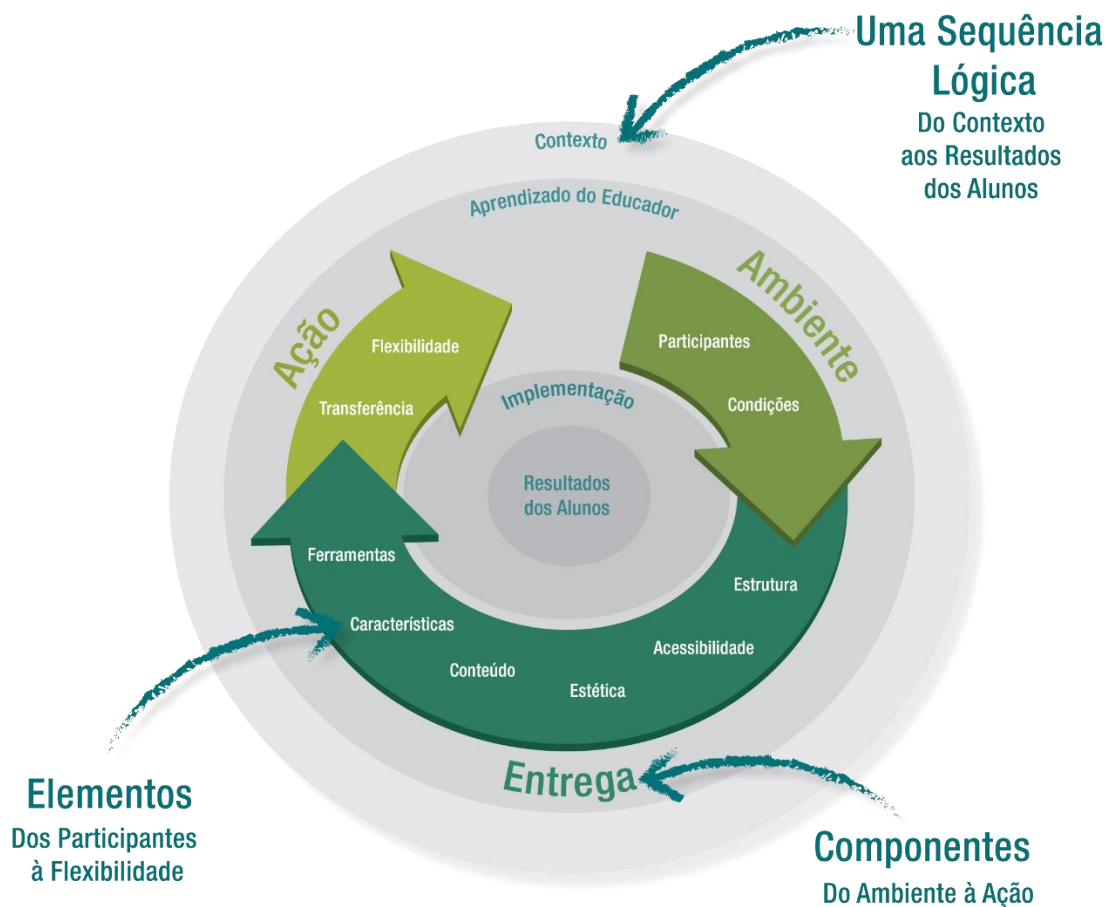 Uma Sequência
Lógica
Do Contexto
aos Resultados
dos Alunos
Contexto
Aprendizado do Educador
Ambiente
Participantes
Condições
Ação
Flexibilidade
Transferência
Implementação
Resultados
dos Alunos
Estrutura
Acessibilidade
Estética
Conteúdo
Características
Ferramentas
Entrega
Elementos
Dos Participantes
à Flexibilidade
Componentes
Do Ambiente à Ação